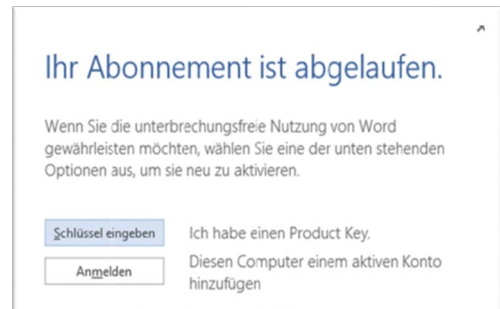 Ihr Abonnement ist abgelaufen.
Wenn Sie die unterbrechungsfreie Nutzung von Word
gewährleisten möchten, wählen Sie eine der unten stehenden
Optionen aus, um sie neu zu aktivieren.
Schlüssel eingeben
Ich habe einen Product Key.
Anmelden
Diesen Computer einem aktiven Konto
hinzufügen